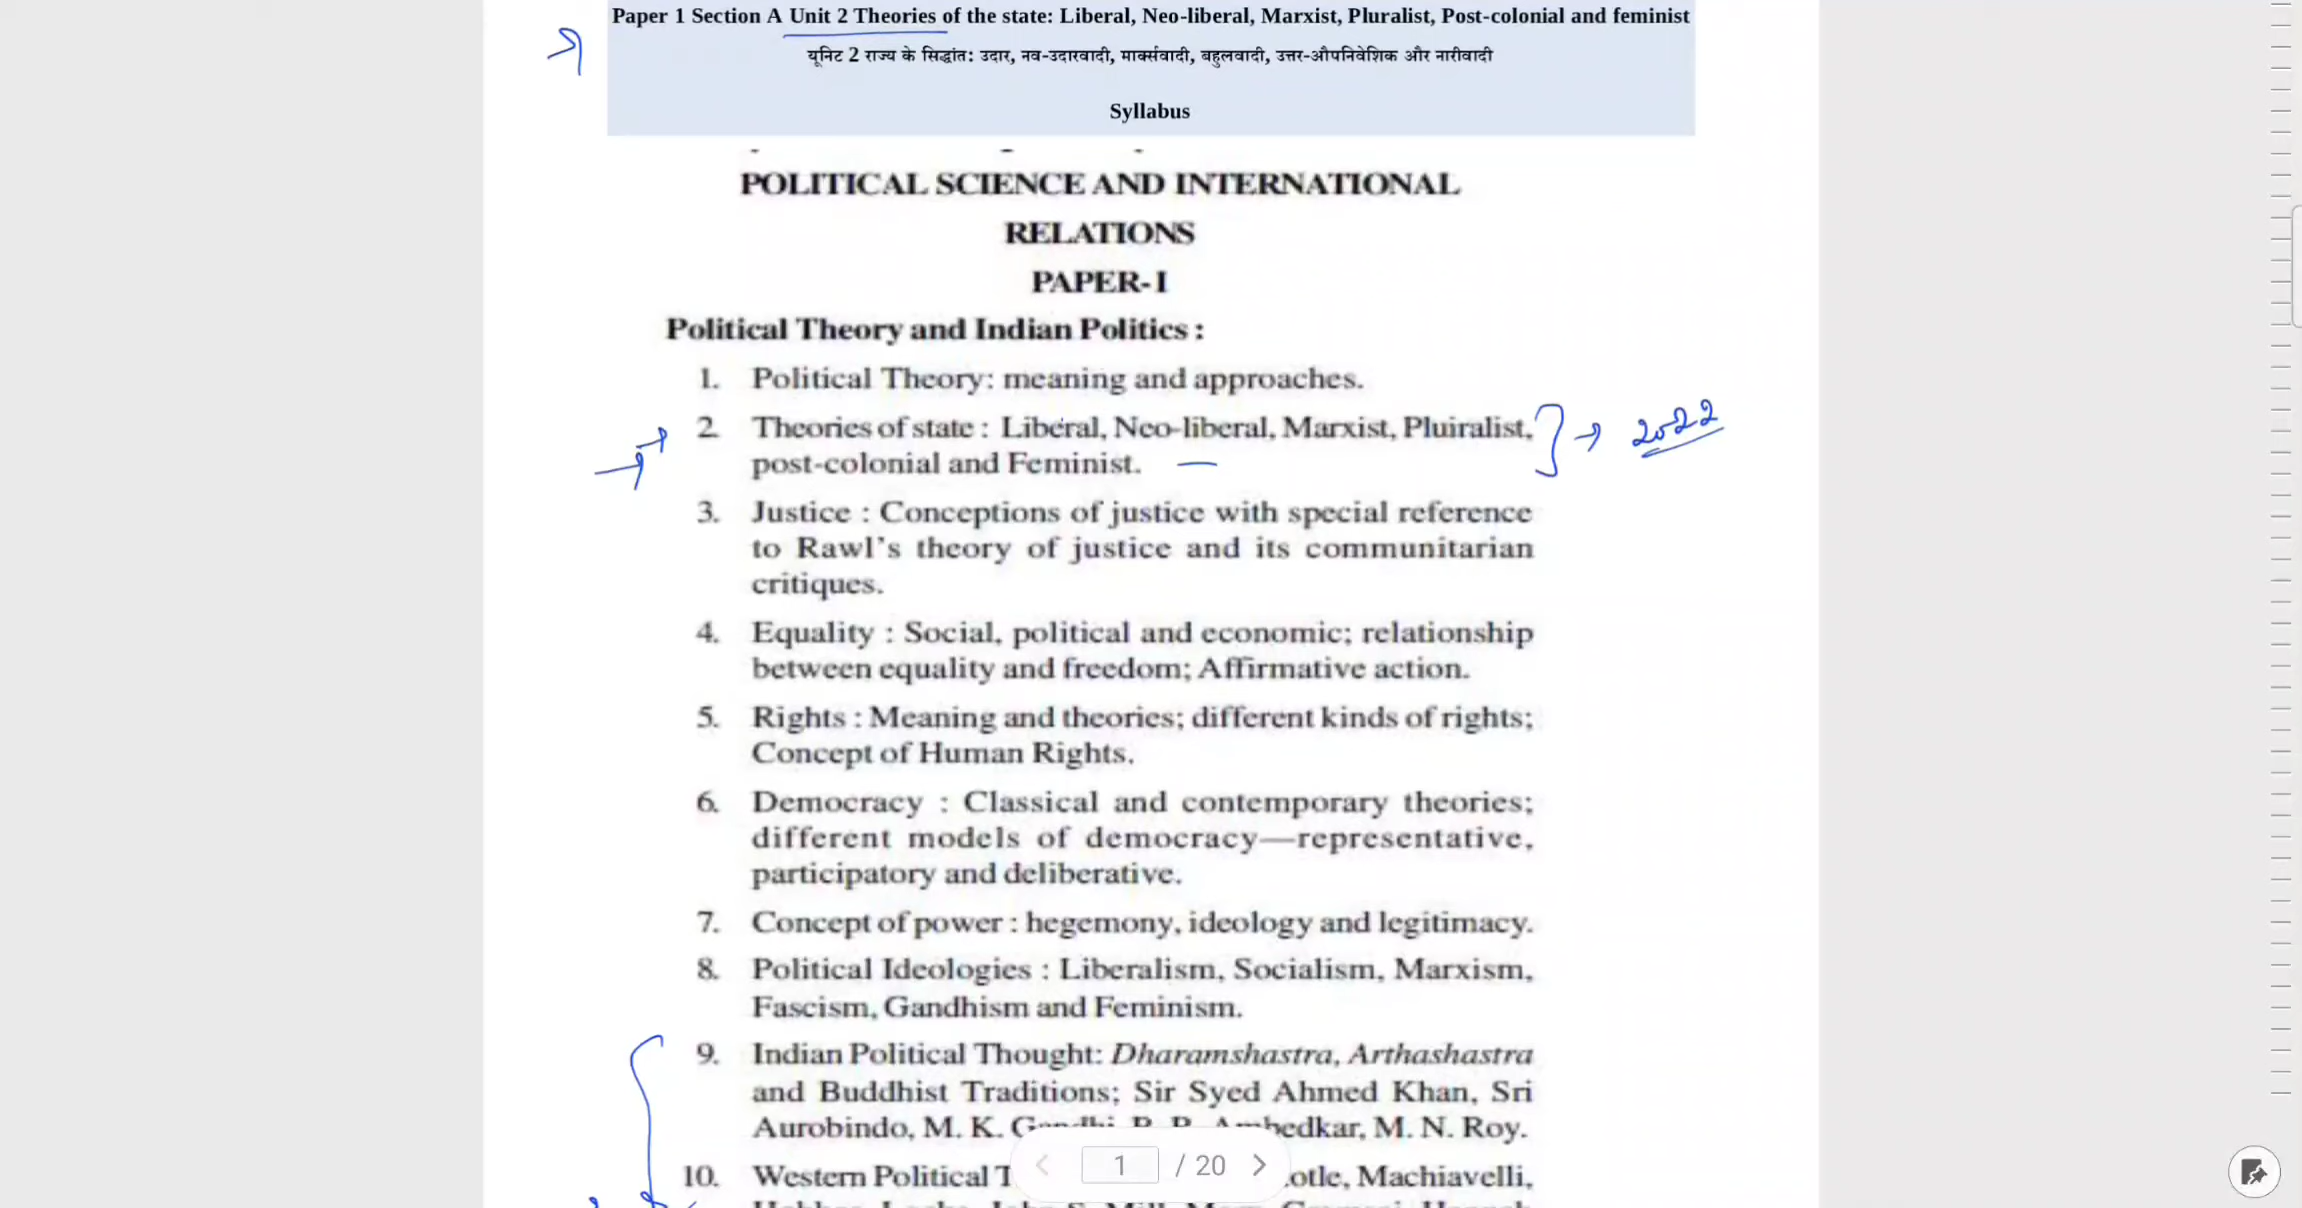 Paper 1 Section A Unit 2 Theories of the state: Liberal, Neo-liberal, Marxist, Pluralist, Post-colonial and feminist
यूनिट 2 राज्य के सिद्धांत: उदार, नव-उदारवादी, मार्क्सवादी, बहुलवादी, उत्तर-औपनिवेशिक और नारीवादी
Syllabus
POLITICAL SCIENCE AND INTERNATIONAL
RELATIONS
PAPER-I
Political Theory and Indian Politics :
1. Political Theory: meaning and approaches.
2. Theories of state : Liberal, Neo-liberal, Marxist, Pluiralist,
post-colonial and Feminist.
2022
3. Justice : Conceptions of justice with special reference
to Rawl's theory of justice and its communitarian
critiques.
4. Equality : Social, political and economic; relationship
between equality and freedom; Affirmative action.
5. Rights : Meaning and theories; different kinds of rights;
Concept of Human Rights.
6. Democracy : Classical and contemporary theories;
different models of democracy—representative,
participatory and deliberative.
7. Concept of power : hegemony, ideology and legitimacy.
8. Political Ideologies : Liberalism, Socialism, Marxism,
Fascism, Gandhism and Feminism.
9. Indian Political Thought: Dharamshastra, Arthashastra
and Buddhist Traditions; Sir Syed Ahmed Khan, Sri
Aurobindo, M. K. M. N. Roy.
10. Western Political Machiavelli,
1 / 20